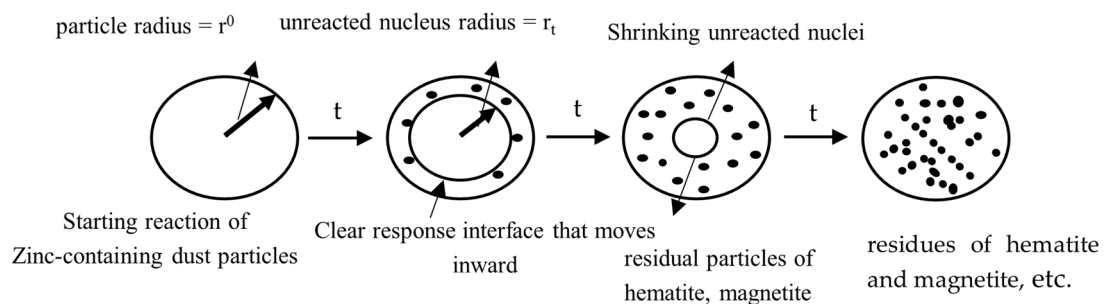 particle radius = r⁰
unreacted nucleus radius = rₜ
Shrinking unreacted nuclei
t
t
t
Starting reaction of
Zinc-containing dust particles
Clear response interface that moves
inward
residual particles of
hematite, magnetite
residues of hematite
and magnetite, etc.